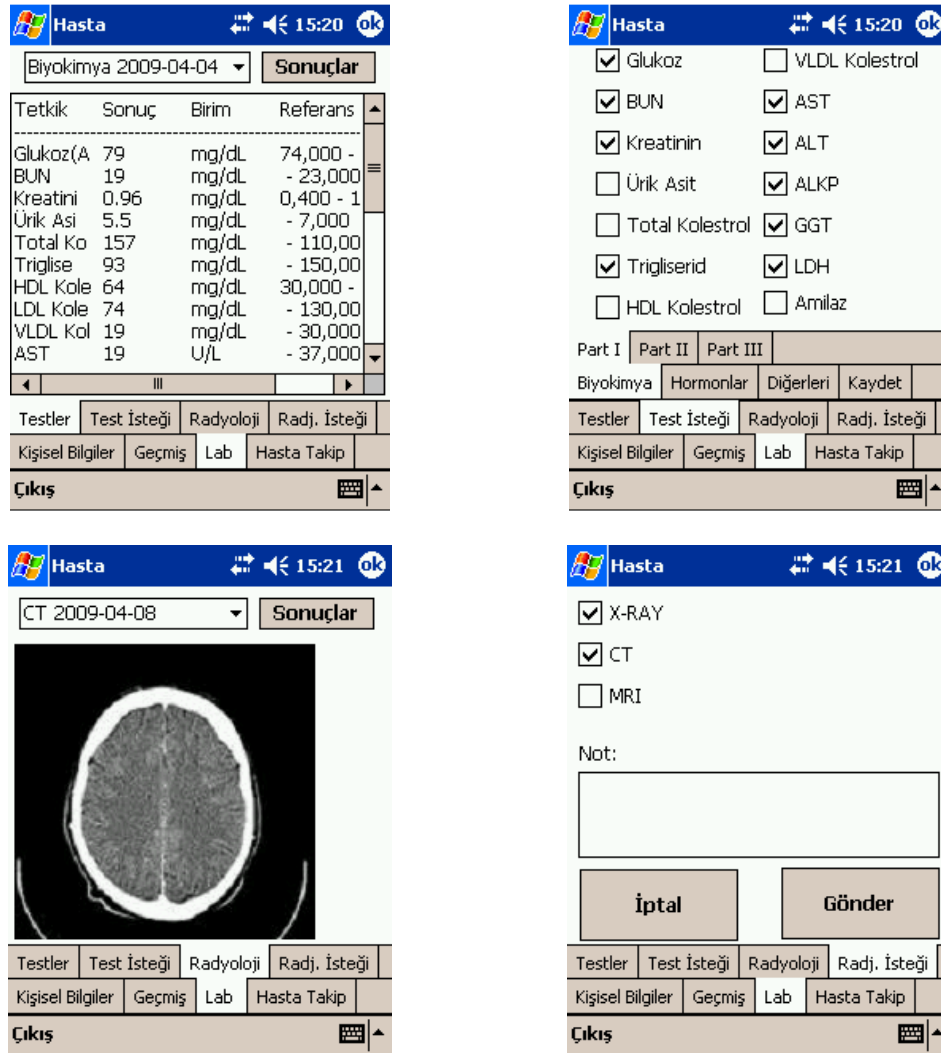 Hasta 15:20 ok
Biyokimya 2009-04-04 Sonuçlar
Tetkik Sonuç Birim Referans
Glukoz(A 79 mg/dL 74,000 -
BUN 19 mg/dL - 23,000
Kreatini 0.96 mg/dL 0,400 - 1
Ürik Asi 5.5 mg/dL - 7,000
Total Ko 157 mg/dL - 110,00
Triglise 93 mg/dL - 150,00
HDL Kole 64 mg/dL 30,000 -
LDL Kole 74 mg/dL - 130,00
VLDL Kol 19 mg/dL - 30,000
AST 19 U/L - 37,000
Testler Test İsteği Radyoloji Radj. İsteği
Kişisel Bilgiler Geçmiş Lab Hasta Takip
Çıkış
Hasta 15:20 ok
Glukoz VLDL Kolestrol
BUN AST
Kreatinin ALT
Ürik Asit ALKP
Total Kolestrol GGT
Trigliserid LDH
HDL Kolestrol Amilaz
Part I Part II Part III
Biyokimya Hormonlar Diğerleri Kaydet
Testler Test İsteği Radyoloji Radj. İsteği
Kişisel Bilgiler Geçmiş Lab Hasta Takip
Çıkış
Hasta 15:21 ok
CT 2009-04-08 Sonuçlar
Testler Test İsteği Radyoloji Radj. İsteği
Kişisel Bilgiler Geçmiş Lab Hasta Takip
Çıkış
Hasta 15:21 ok
X-RAY
CT
MRI
Not:
İptal Gönder
Testler Test İsteği Radyoloji Radj. İsteği
Kişisel Bilgiler Geçmiş Lab Hasta Takip
Çıkış